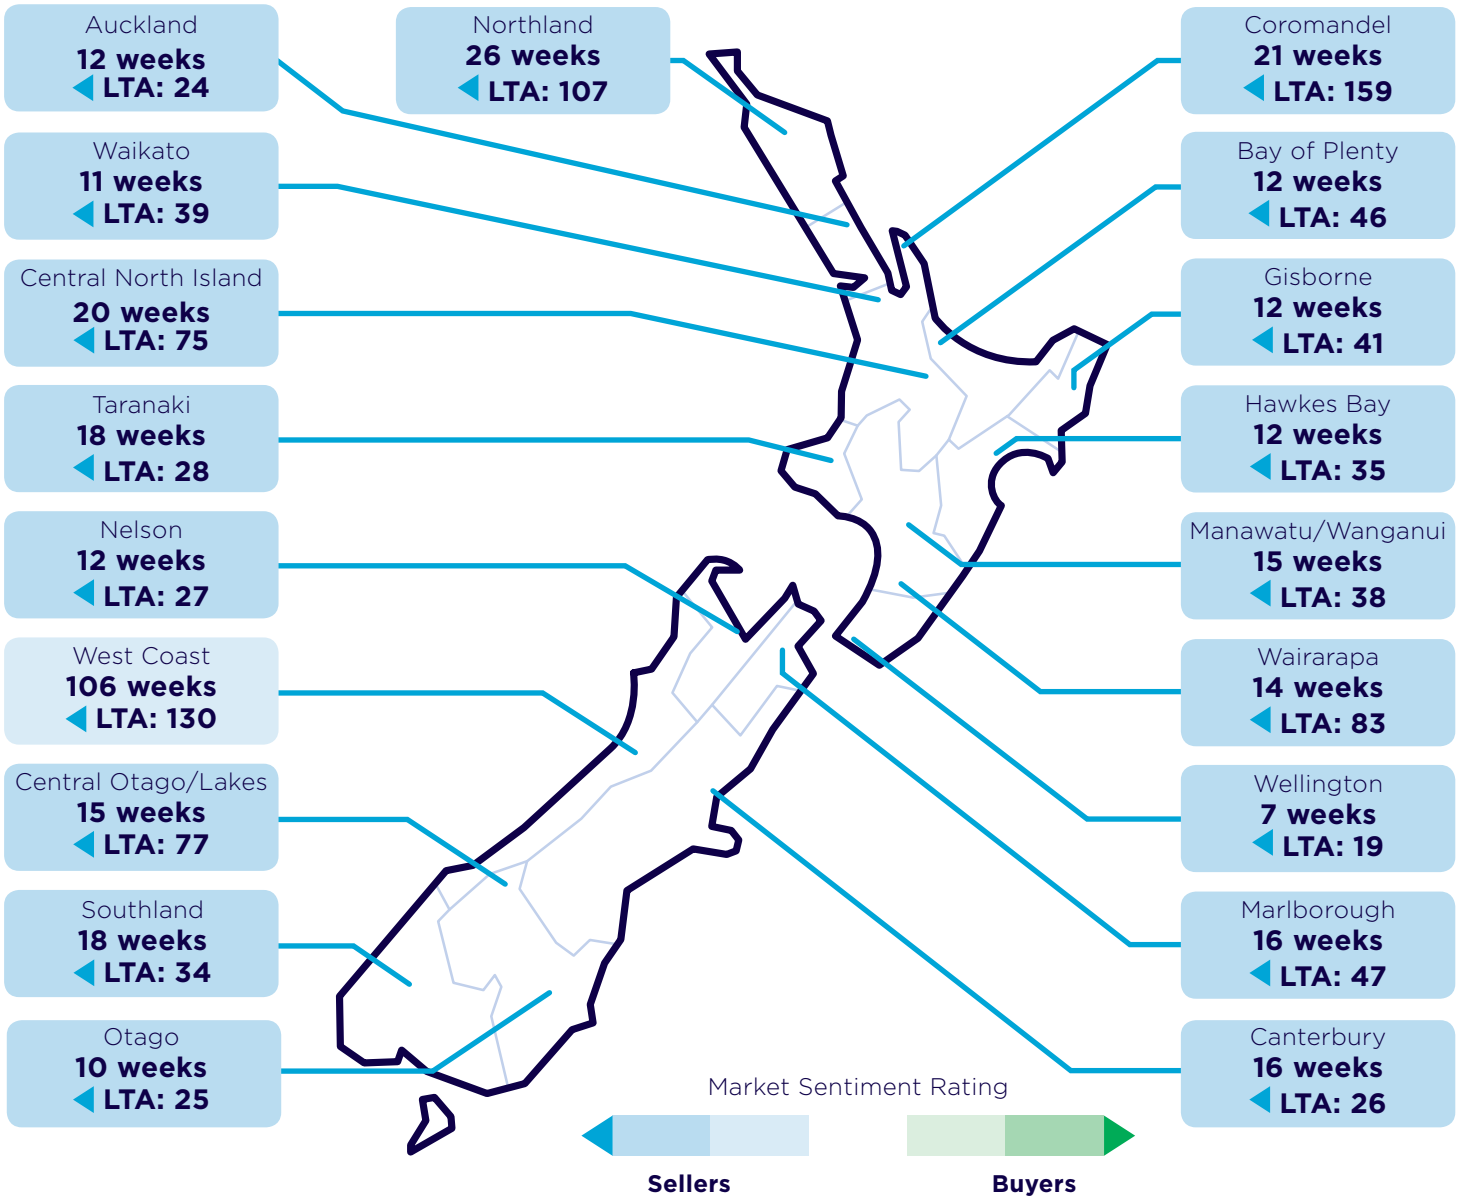 Auckland
12 weeks
LTA: 24
Northland
26 weeks
LTA: 107
Coromandel
21 weeks
LTA: 159
Waikato
11 weeks
LTA: 39
Bay of Plenty
12 weeks
LTA: 46
Central North Island
20 weeks
LTA: 75
Gisborne
12 weeks
LTA: 41
Taranaki
18 weeks
LTA: 28
Hawkes Bay
12 weeks
LTA: 35
Nelson
12 weeks
LTA: 27
Manawatu/Wanganui
15 weeks
LTA: 38
West Coast
106 weeks
LTA: 130
Wairarapa
14 weeks
LTA: 83
Central Otago/Lakes
15 weeks
LTA: 77
Wellington
7 weeks
LTA: 19
Southland
18 weeks
LTA: 34
Marlborough
16 weeks
LTA: 47
Otago
10 weeks
LTA: 25
Canterbury
16 weeks
LTA: 26
Market Sentiment Rating
Sellers
Buyers